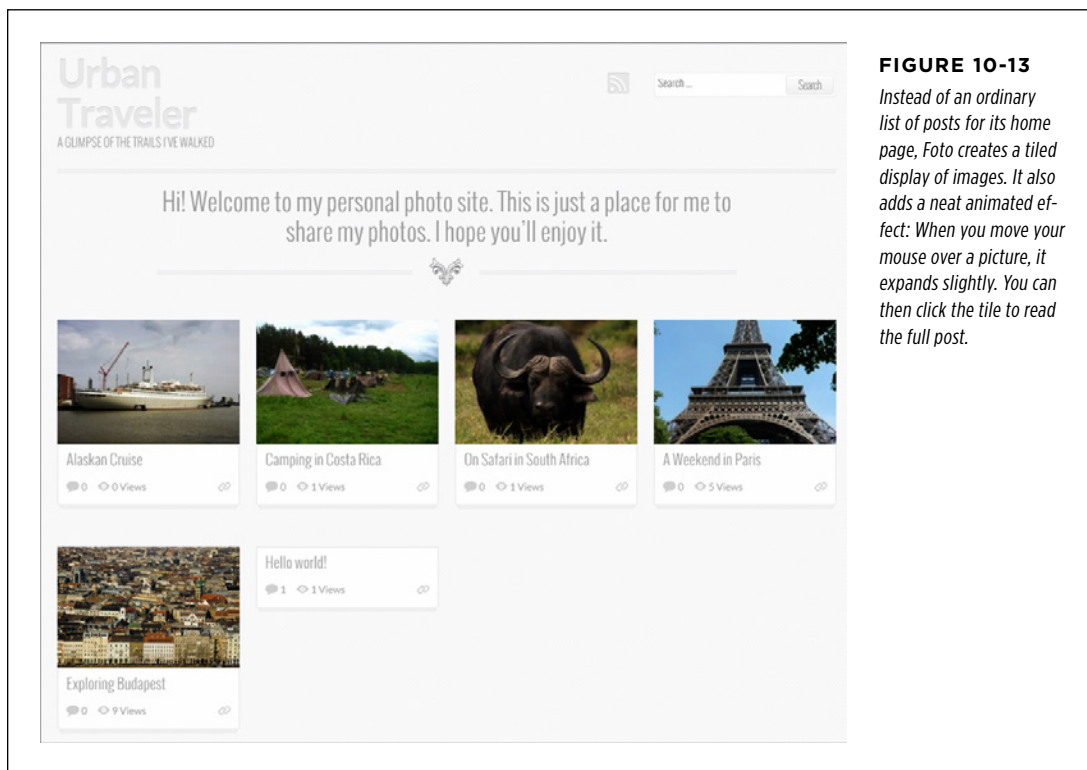 Urban
Traveler
A GLIMPSE OF THE TRAILS I'VE WALKED
Search ...
Search
Hi! Welcome to my personal photo site. This is just a place for me to
share my photos. I hope you'll enjoy it.
Alaskan Cruise
0 0 Views
Camping in Costa Rica
0 1 Views
On Safari in South Africa
0 1 Views
A Weekend in Paris
0 5 Views
Exploring Budapest
0 9 Views
Hello world!
1 1 Views
FIGURE 10-13
Instead of an ordinary
list of posts for its home
page, Foto creates a tiled
display of images. It also
adds a neat animated ef-
fect: When you move your
mouse over a picture, it
expands slightly. You can
then click the tile to read
the full post.